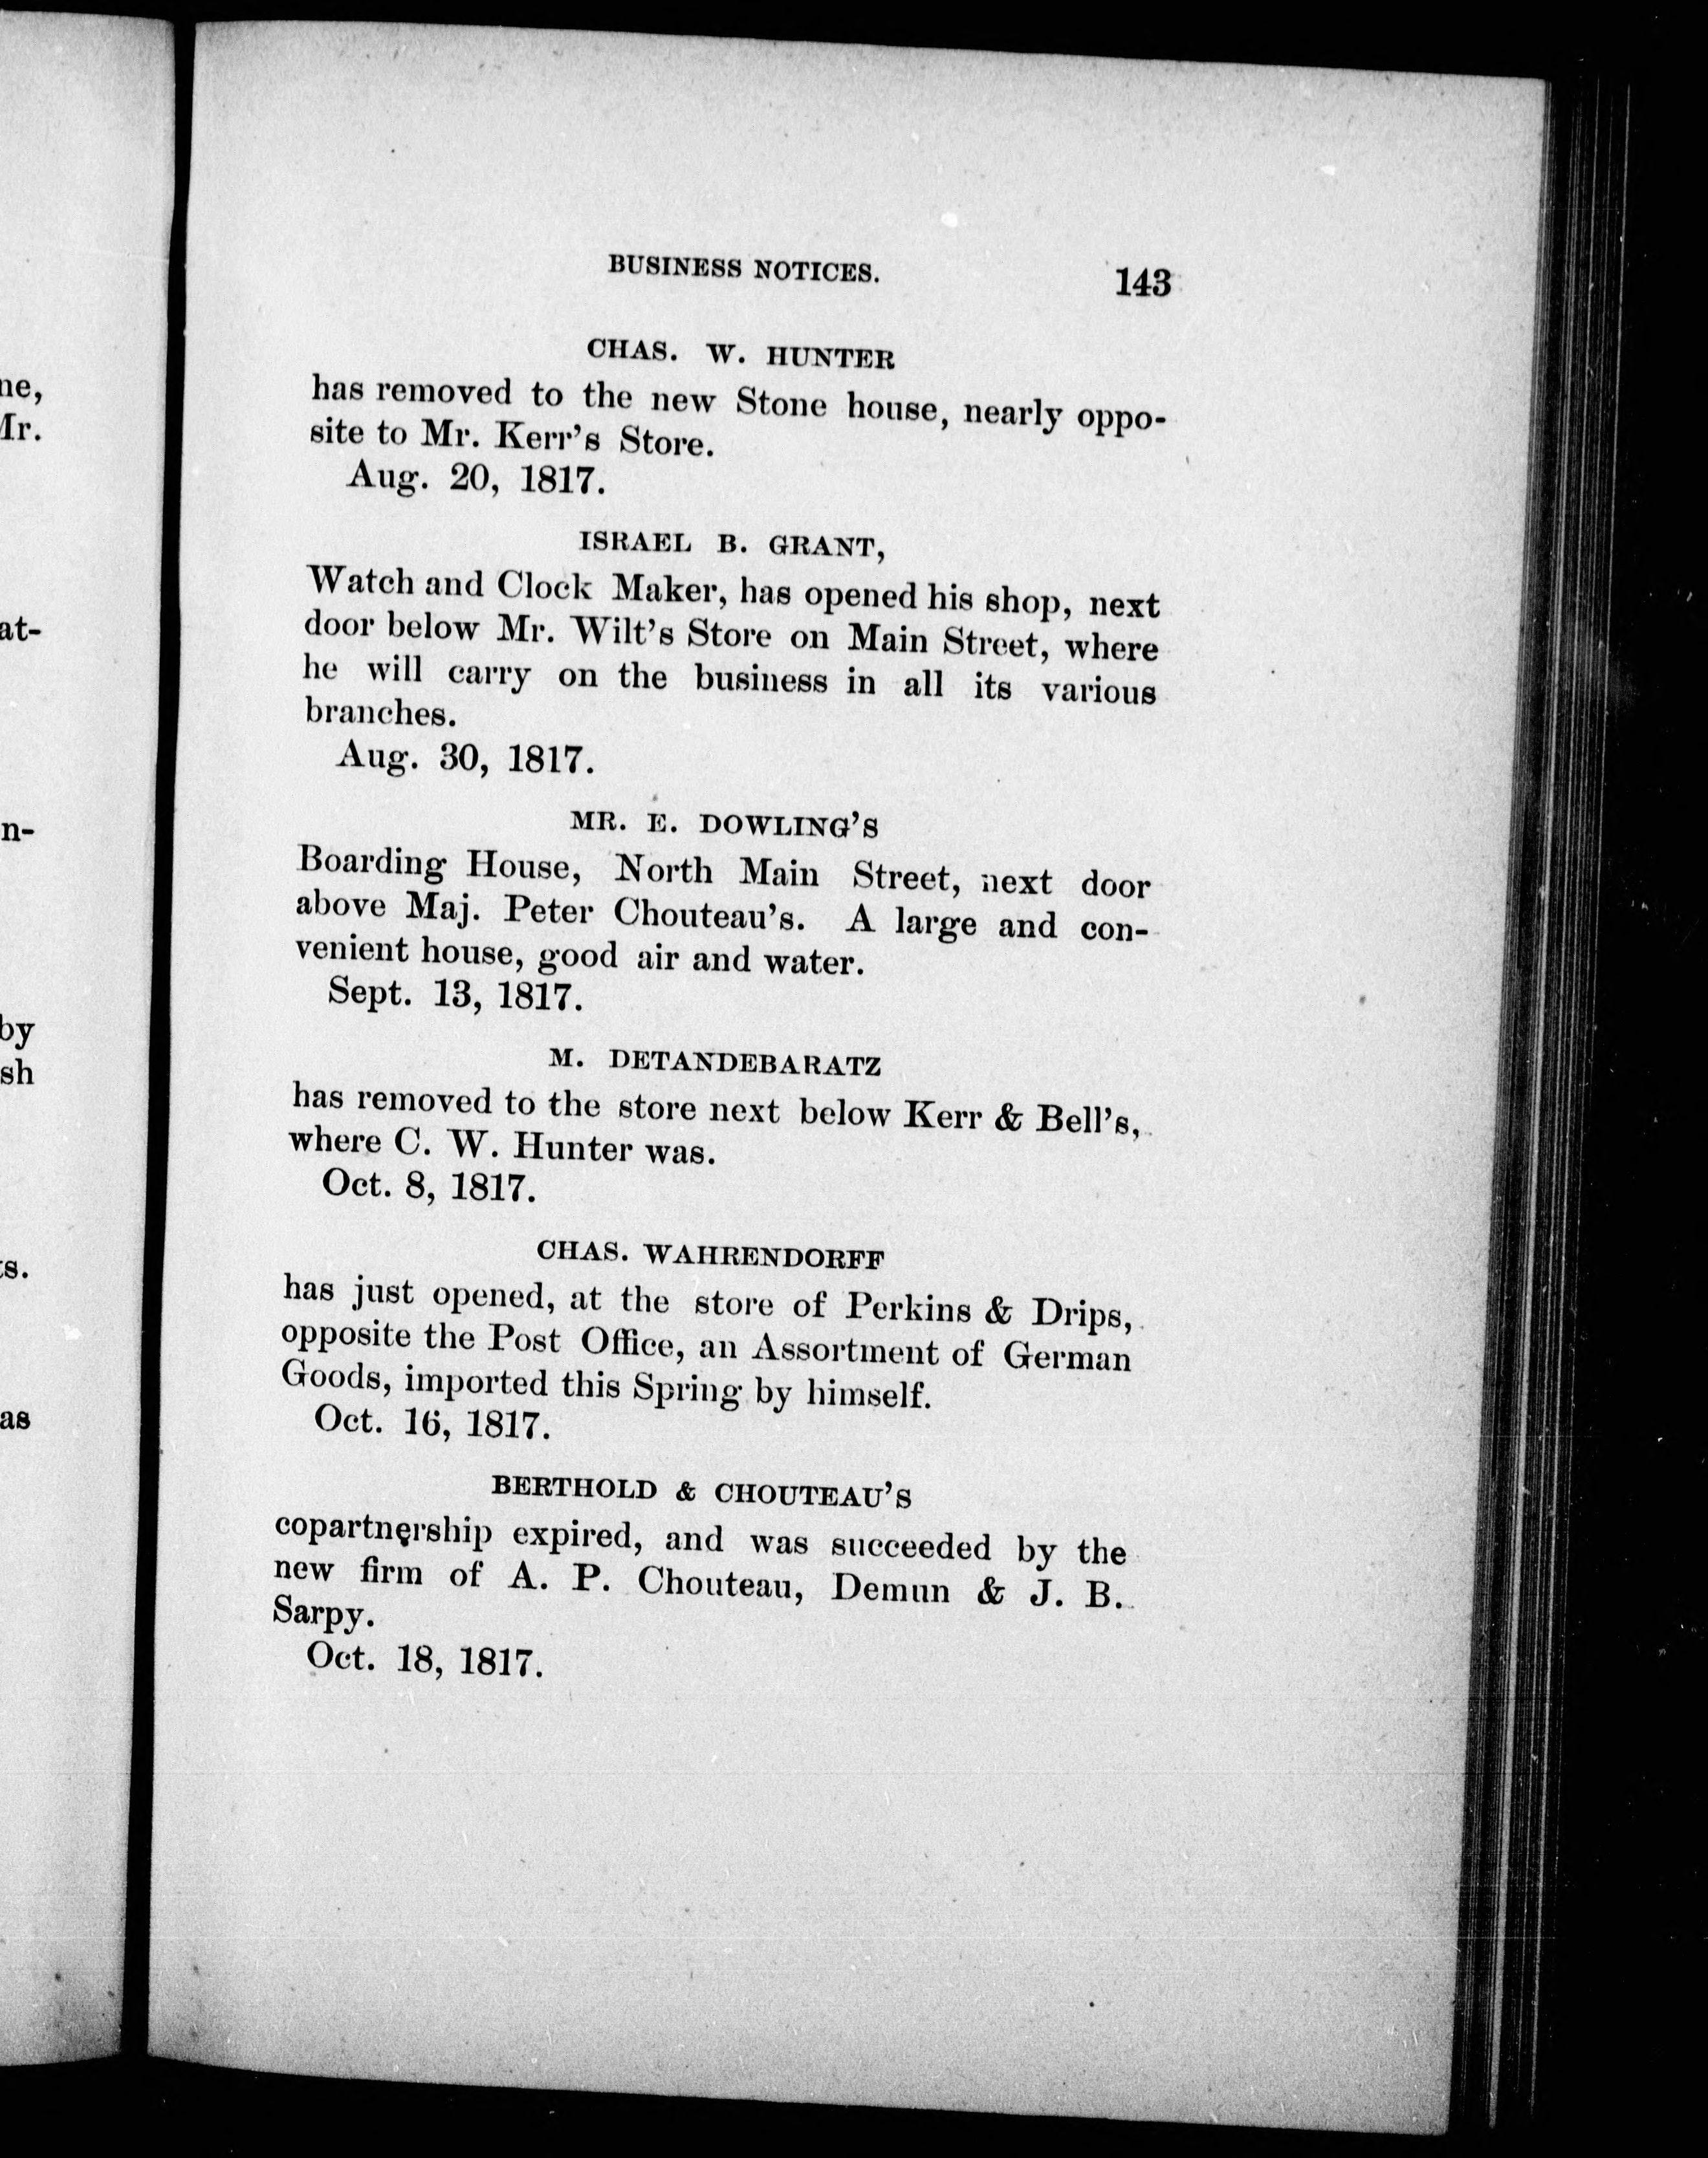 BUSINESS NOTICES. 143
CHAS. W. HUNTER
has removed to the new Stone house, nearly oppo-
site to Mr. Kerr's Store.
Aug. 20, 1817.
ISRAEL B. GRANT,
Watch and Clock Maker, has opened his shop, next
door below Mr. Wilt's Store on Main Street, where
he will carry on the business in all its various
branches.
Aug. 30, 1817.
MR. E. DOWLING'S
Boarding House, North Main Street, next door
above Maj. Peter Chouteau's. A large and con-
venient house, good air and water.
Sept. 13, 1817.
M. DETANDEBARATZ
has removed to the store next below Kerr & Bell's,
where C. W. Hunter was.
Oct. 8, 1817.
CHAS. WAHRENDORFF
has just opened, at the store of Perkins & Drips,
opposite the Post Office, an Assortment of German
Goods, imported this Spring by himself.
Oct. 16, 1817.
BERTHOLD & CHOUTEAU'S
copartnership expired, and was succeeded by the
new firm of A. P. Chouteau, Demun & J. B.
Sarpy.
Oct. 18, 1817.